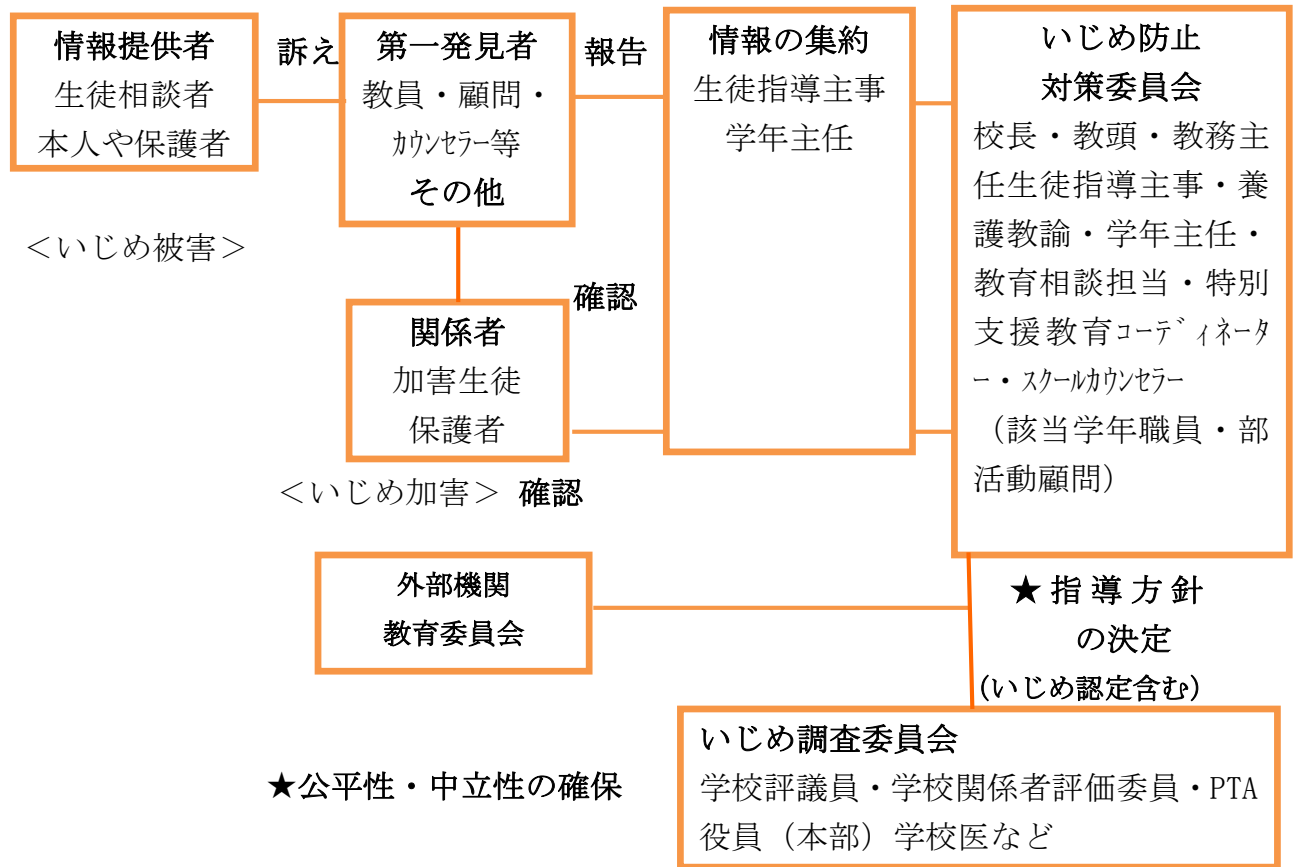 情報提供者
生徒相談者
本人や保護者
訴え
第一発見者
教員・顧問・
カウンセラー等
その他
報告
情報の集約
生徒指導主事
学年主任
いじめ防止
対策委員会
校長・教頭・教務主
任生徒指導主事・養
護教諭・学年主任・
教育相談担当・特別
支援教育コーディネータ
ー・スクールカウンセラー
（該当学年職員・部
活動顧問）
＜いじめ被害＞
確認
関係者
加害生徒
保護者
＜いじめ加害＞ 確認
外部機関
教育委員会
★指導方針
の決定
(いじめ認定含む)
いじめ調査委員会
学校評議員・学校関係者評価委員・PTA
役員（本部）学校医など
★公平性・中立性の確保